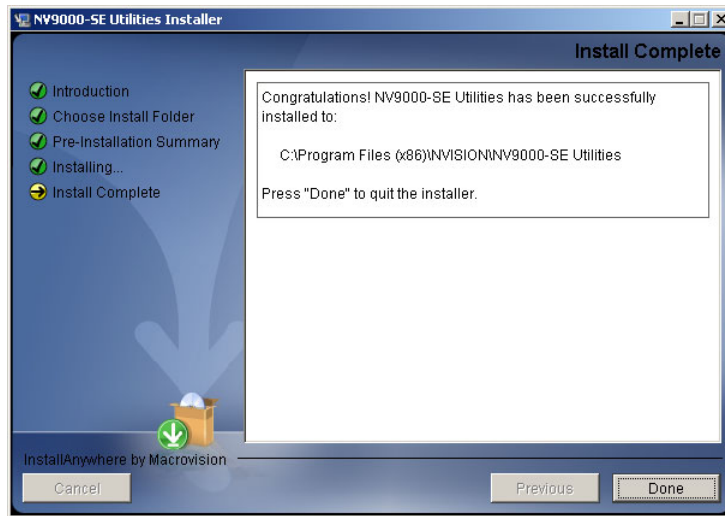 NV9000-SE Utilities Installer
Install Complete
Introduction
Choose Install Folder
Pre-Installation Summary
Installing...
Install Complete
Congratulations! NV9000-SE Utilities has been successfully
installed to:
C:\Program Files (x86)\NVISION\NV9000-SE Utilities
Press "Done" to quit the installer.
InstallAnywhere by Macrovision
Cancel
Previous
Done